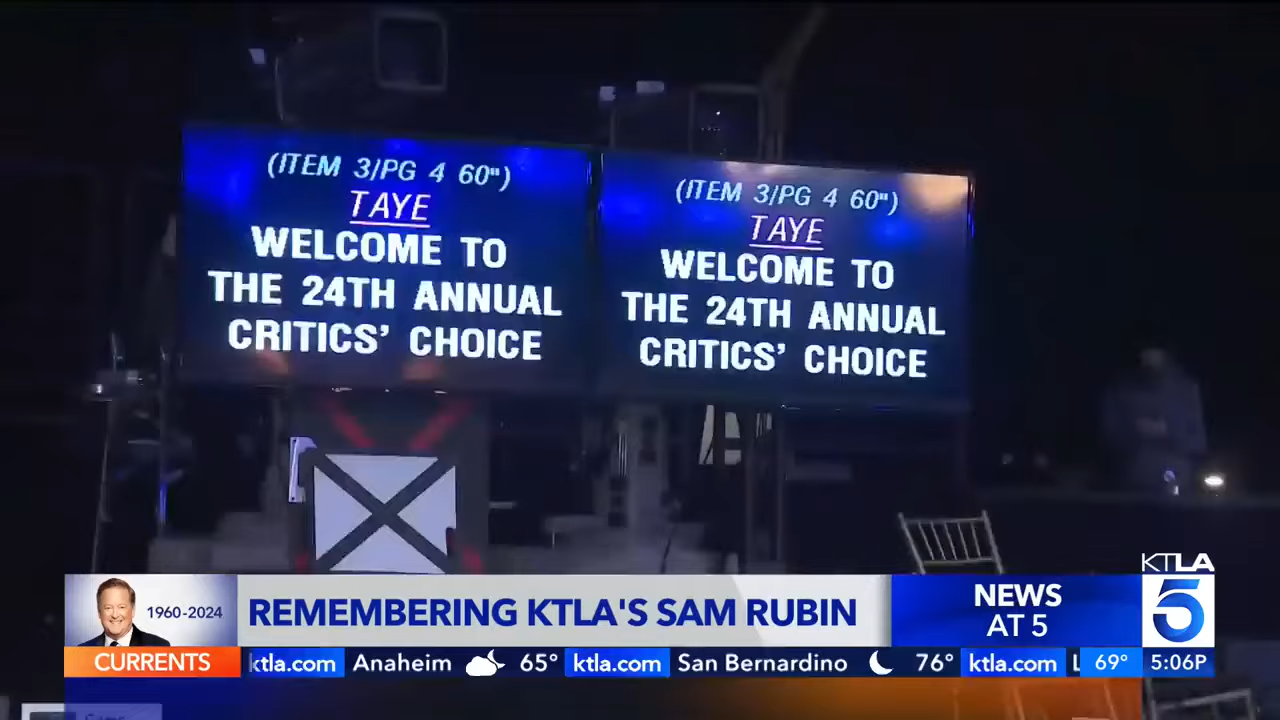 (ITEM 3/PG 4 60")
TAYE
WELCOME TO
THE 24TH ANNUAL
CRITICS' CHOICE
(ITEM 3/PG 4 60")
TAYE
WELCOME TO
THE 24TH ANNUAL
CRITICS' CHOICE
KTLA
5
1960-2024
REMEMBERING KTLA'S SAM RUBIN
NEWS
AT 5
CURRENTS
ktla.com Anaheim 65° ktla.com San Bernardino 76° ktla.com L 69° 5:06P